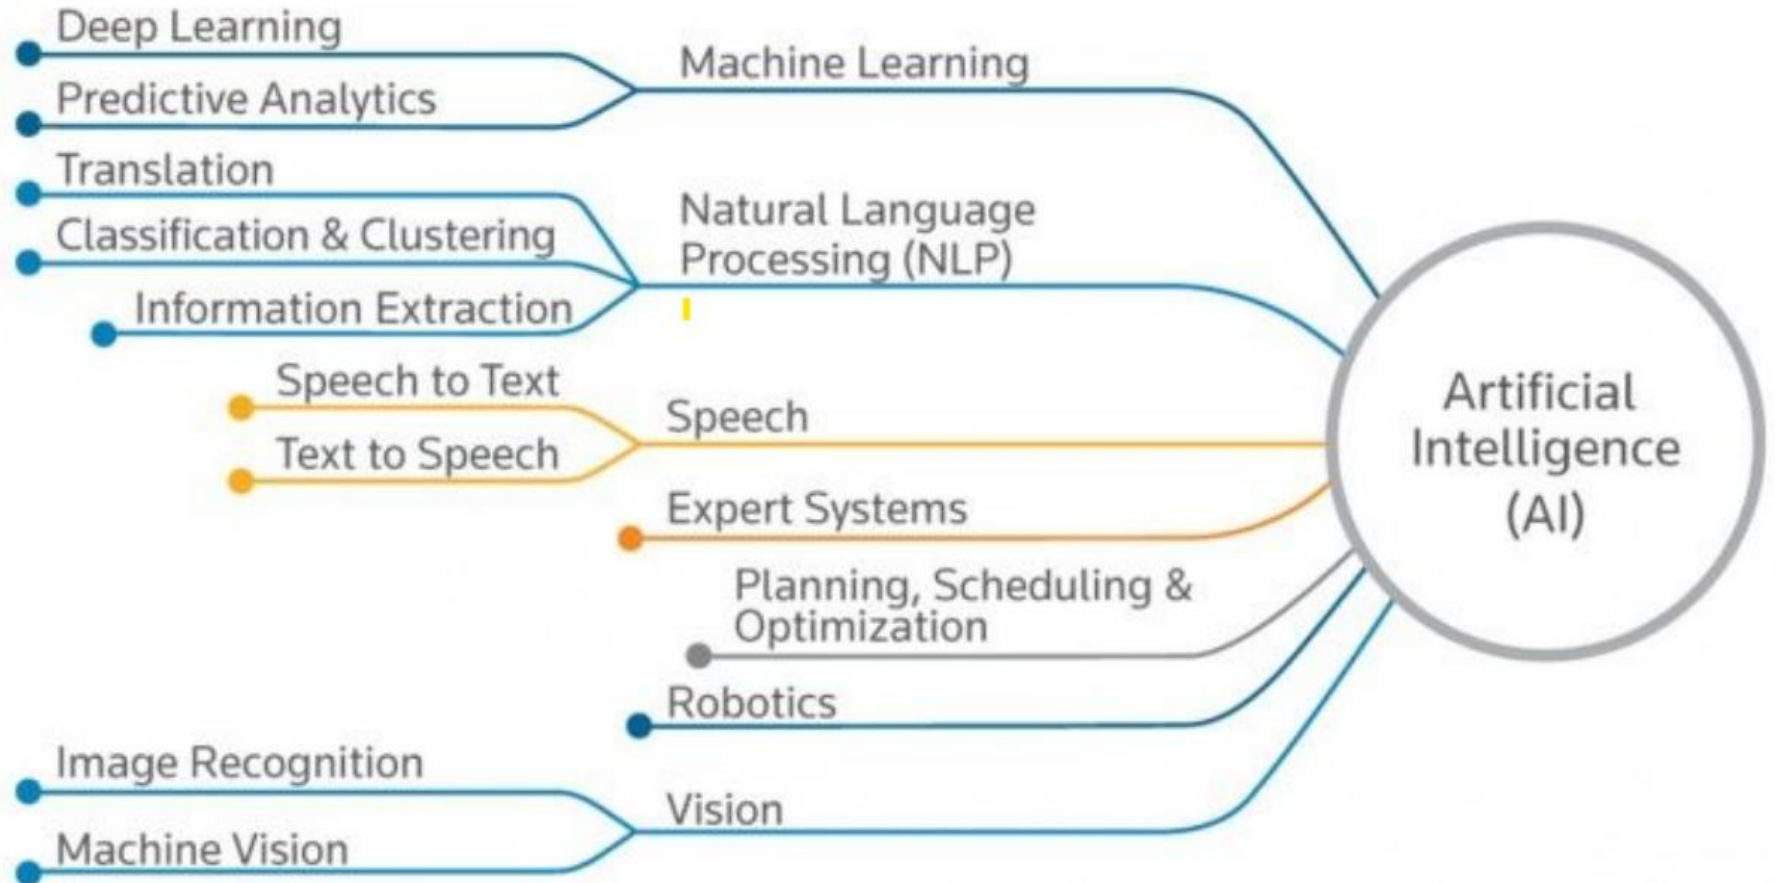 Deep Learning
Predictive Analytics
Machine Learning
Translation
Classification & Clustering
Information Extraction
Natural Language
Processing (NLP)
Speech to Text
Text to Speech
Speech
Expert Systems
Planning, Scheduling &
Optimization
Robotics
Image Recognition
Machine Vision
Vision
Artificial
Intelligence
(AI)